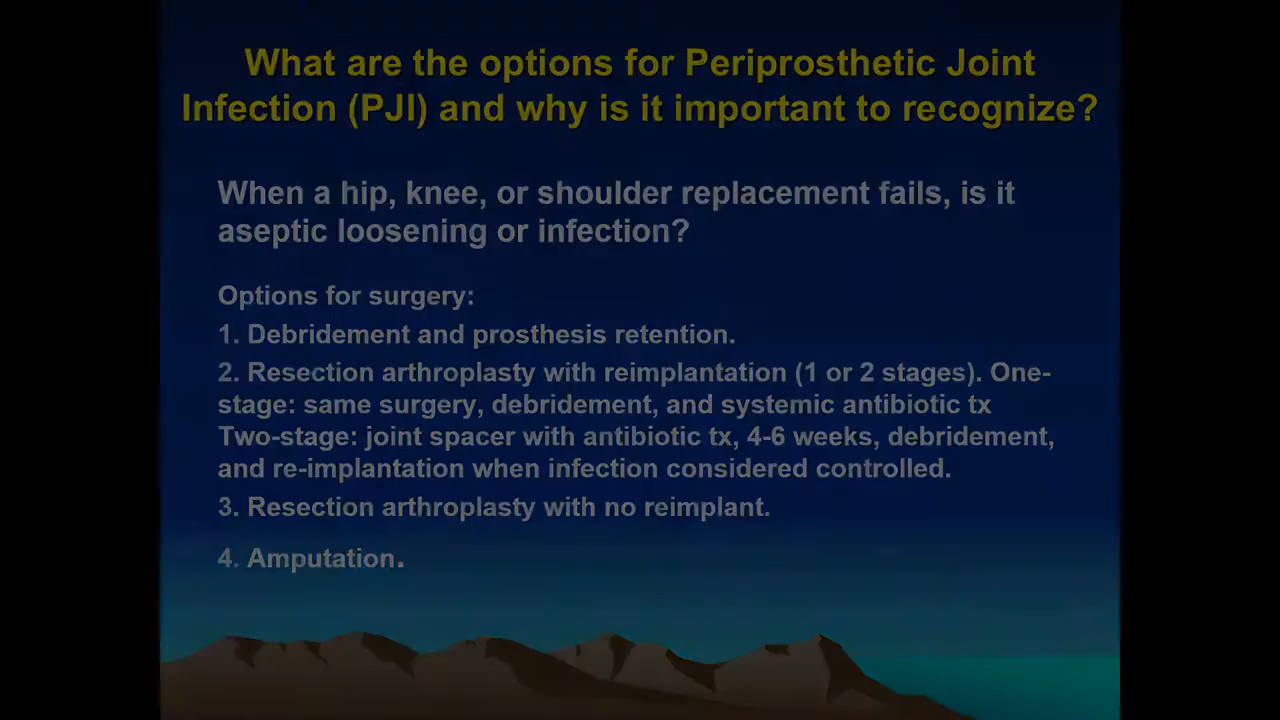 What are the options for Periprosthetic Joint
Infection (PJI) and why is it important to recognize?
When a hip, knee, or shoulder replacement fails, is it
aseptic loosening or infection?
Options for surgery:
1. Debridement and prosthesis retention.
2. Resection arthroplasty with reimplantation (1 or 2 stages). One-
stage: same surgery, debridement, and systemic antibiotic tx
Two-stage: joint spacer with antibiotic tx, 4-6 weeks, debridement,
and re-implantation when infection considered controlled.
3. Resection arthroplasty with no reimplant.
4. Amputation.